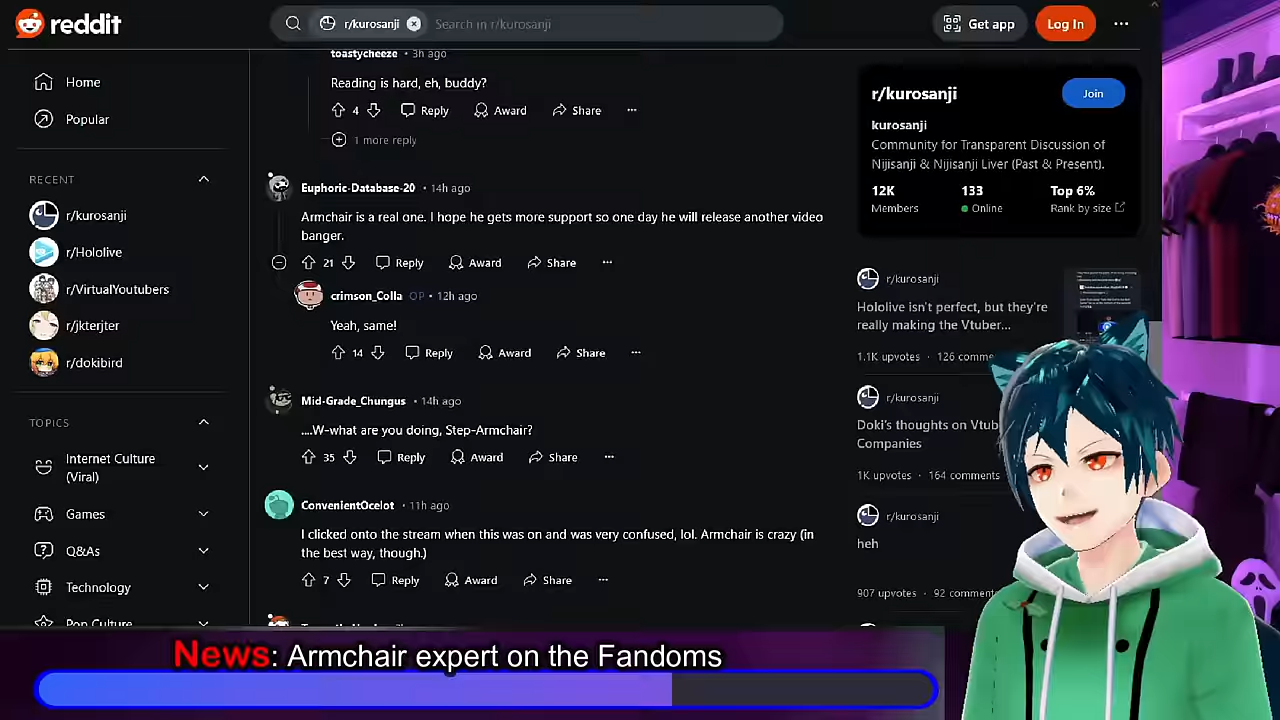 reddit
r/kurosanji
Search in r/kurosanji
Get app
Log In
Home
Popular
RECENT
r/kurosanji
r/Hololive
r/VirtualYoutubers
r/jkterjter
r/dokibird
TOPICS
Internet Culture
(Viral)
Games
Q&As
Technology
Pop Culture
toastycheeze • 3h ago
Reading is hard, eh, buddy?
4 Reply Award Share
1 more reply
Euphoric-Database-20 • 14h ago
Armchair is a real one. I hope he gets more support so one day he will release another video
banger.
21 Reply Award Share
crimson_Colla OP • 12h ago
Yeah, same!
14 Reply Award Share
Mid-Grade_Chungus • 14h ago
....W-what are you doing, Step-Armchair?
35 Reply Award Share
ConvenientOcelot • 11h ago
I clicked onto the stream when this was on and was very confused, lol. Armchair is crazy (in
the best way, though.)
7 Reply Award Share
r/kurosanji
Join
kurosanji
Community for Transparent Discussion of
Nijisanji & Nijisanji Liver (Past & Present).
12K 133 Top 6%
Members Online Rank by size
r/kurosanji
Hololive isn't perfect, but they're
really making the Vtuber...
1.1K upvotes · 126 comme
r/kurosanji
Doki's thoughts on Vtub
Companies
1K upvotes · 164 comments
r/kurosanji
heh
907 upvotes · 92 comment
News: Armchair expert on the Fandoms